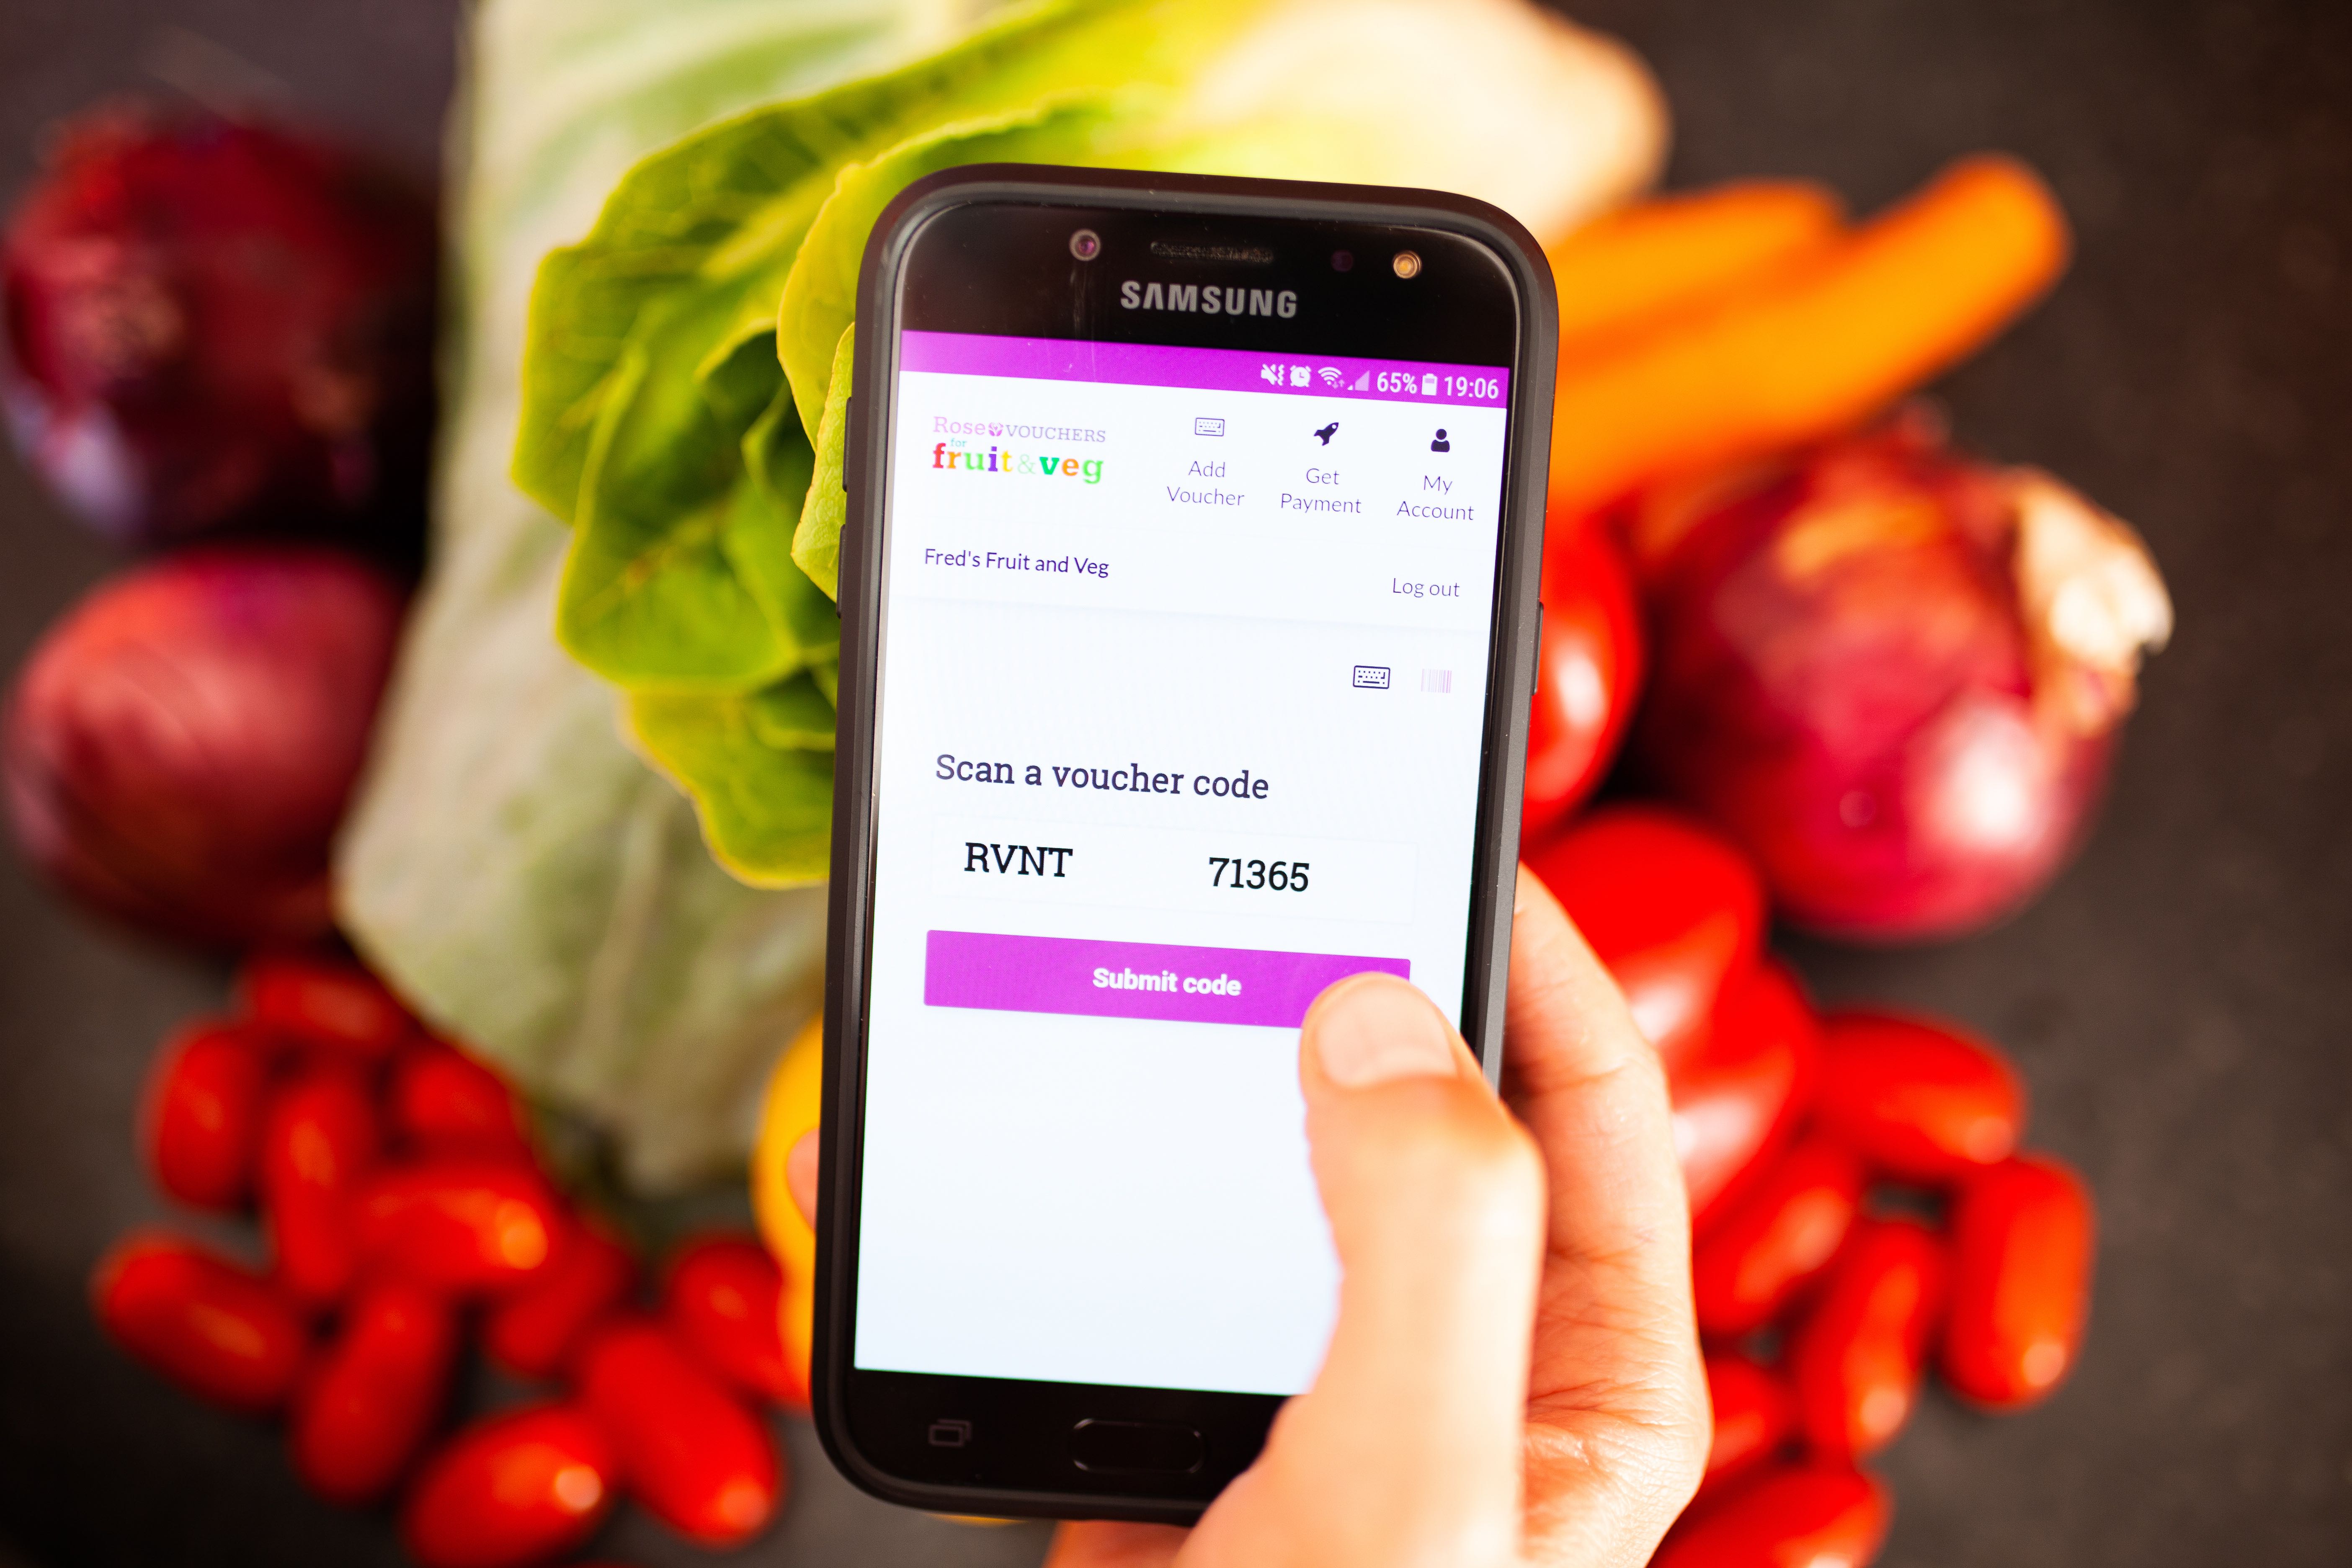 SAMSUNG
65% 19:06
Rose VOUCHERS
for
fruit&veg
Add
Voucher
Get
Payment
My
Account
Fred's Fruit and Veg
Log out
Scan a voucher code
RVNT 71365
Submit code